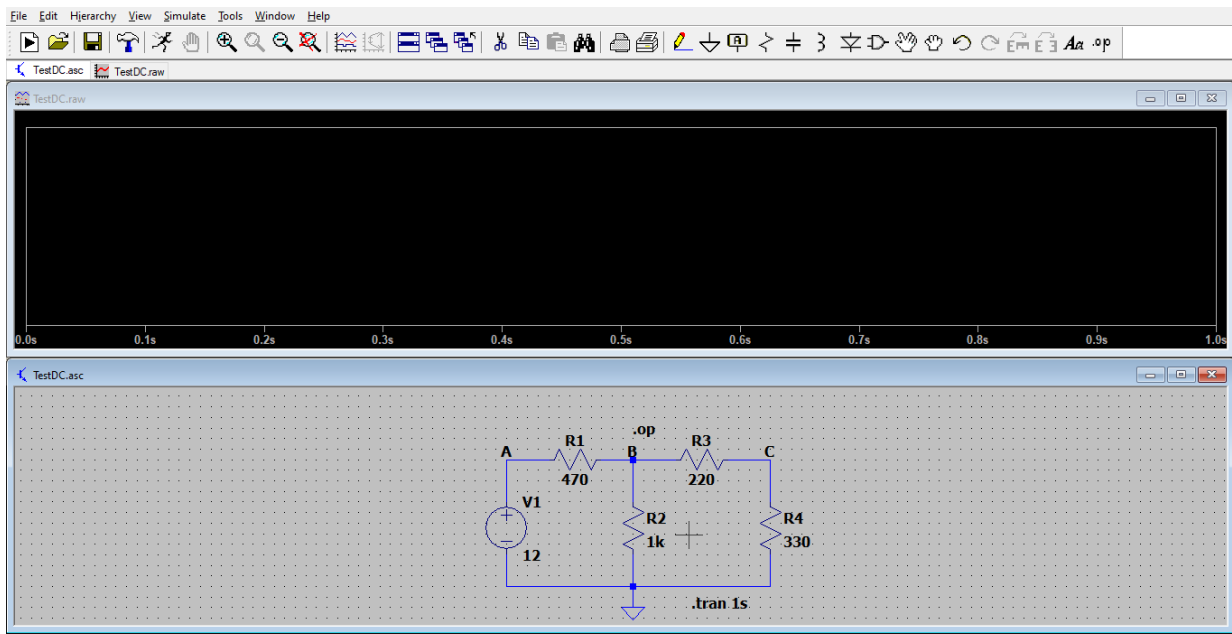 File Edit Hierarchy View Simulate Tools Window Help
A Aa .op
TestDC.asc TestDC.raw
TestDC.raw
0.0s 0.1s 0.2s 0.3s 0.4s 0.5s 0.6s 0.7s 0.8s 0.9s 1.0s
TestDC.asc
.op
A R1 B R3 C
470 220
V1
R2 R4
1k 330
12
.tran 1s